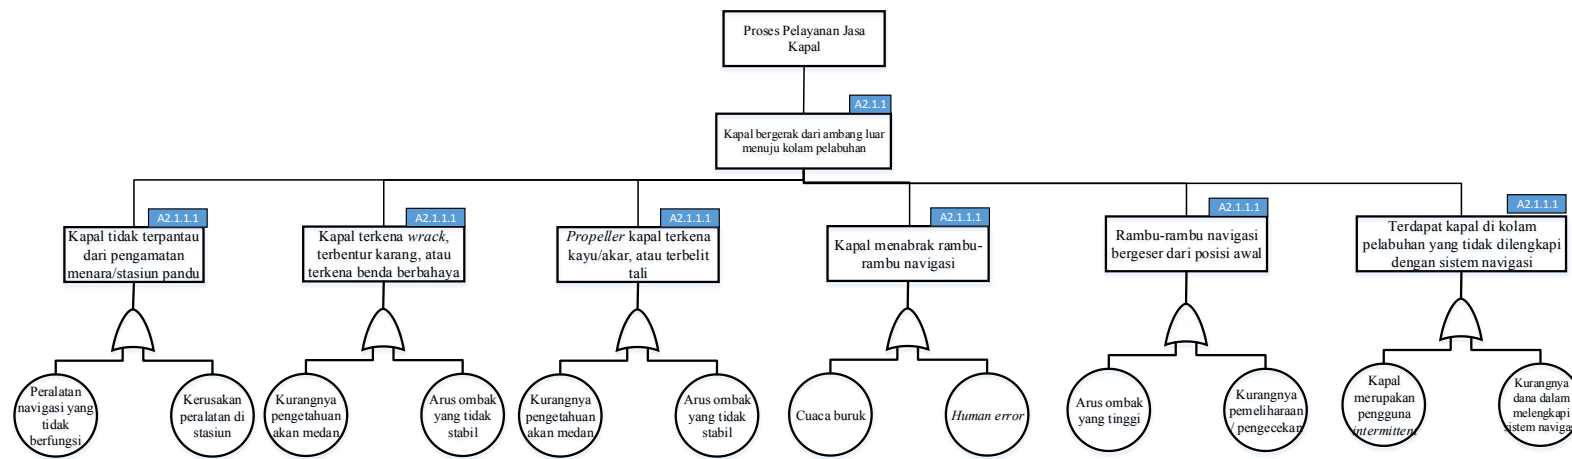 Proses Pelayanan Jasa
Kapal
A2.1.1
Kapal bergerak dari ambang luar
menuju kolam pelabuhan
A2.1.1.1
Kapal tidak terpantau
dari pengamatan
menara/stasiun pandu
A2.1.1.1
Kapal terkena wrack,
terbentur karang, atau
terkena benda berbahaya
A2.1.1.1
Propeller kapal terkena
kayu/akar, atau terbelit
tali
A2.1.1.1
Kapal menabrak rambu-
rambu navigasi
A2.1.1.1
Rambu-rambu navigasi
bergeser dari posisi awal
A2.1.1.1
Terdapat kapal di kolam
pelabuhan yang tidak dilengkapi
dengan sistem navigasi
Peralatan
navigasi yang
tidak
berfungsi
Kerusakan
peralatan di
stasiun
Kurangnya
pengetahuan
akan medan
Arus ombak
yang tidak
stabil
Kurangnya
pengetahuan
akan medan
Arus ombak
yang tidak
stabil
Cuaca buruk
Human error
Arus ombak
yang tinggi
Kurangnya
pemeliharaan
/ pengecekan
Kapal
merupakan
pengguna
intermittent
Kurangnya
dana dalam
melengkapi
sistem navigasi